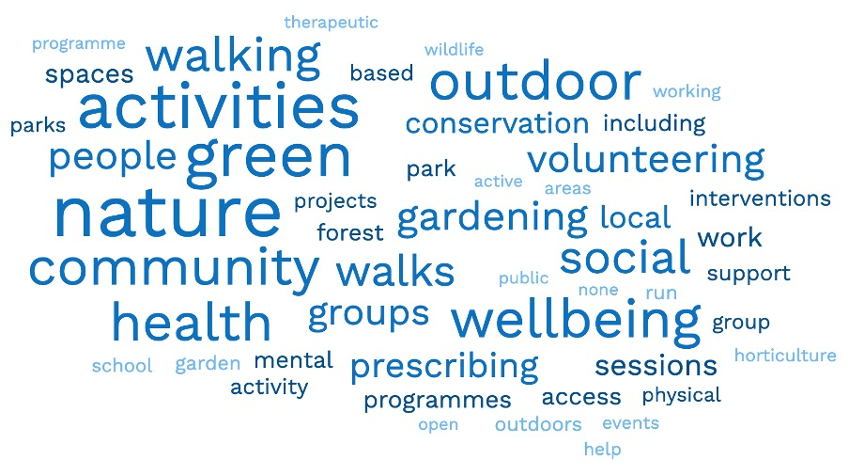 therapeutic
programme walking wildlife
spaces based outdoor working
activities
parks conservation including
people green park volunteering
active areas
nature projects gardening local interventions
forest work
community walks social support
public
none run
health groups wellbeing group
school garden mental prescribing sessions horticulture
activity programmes access physical
open outdoors events
help